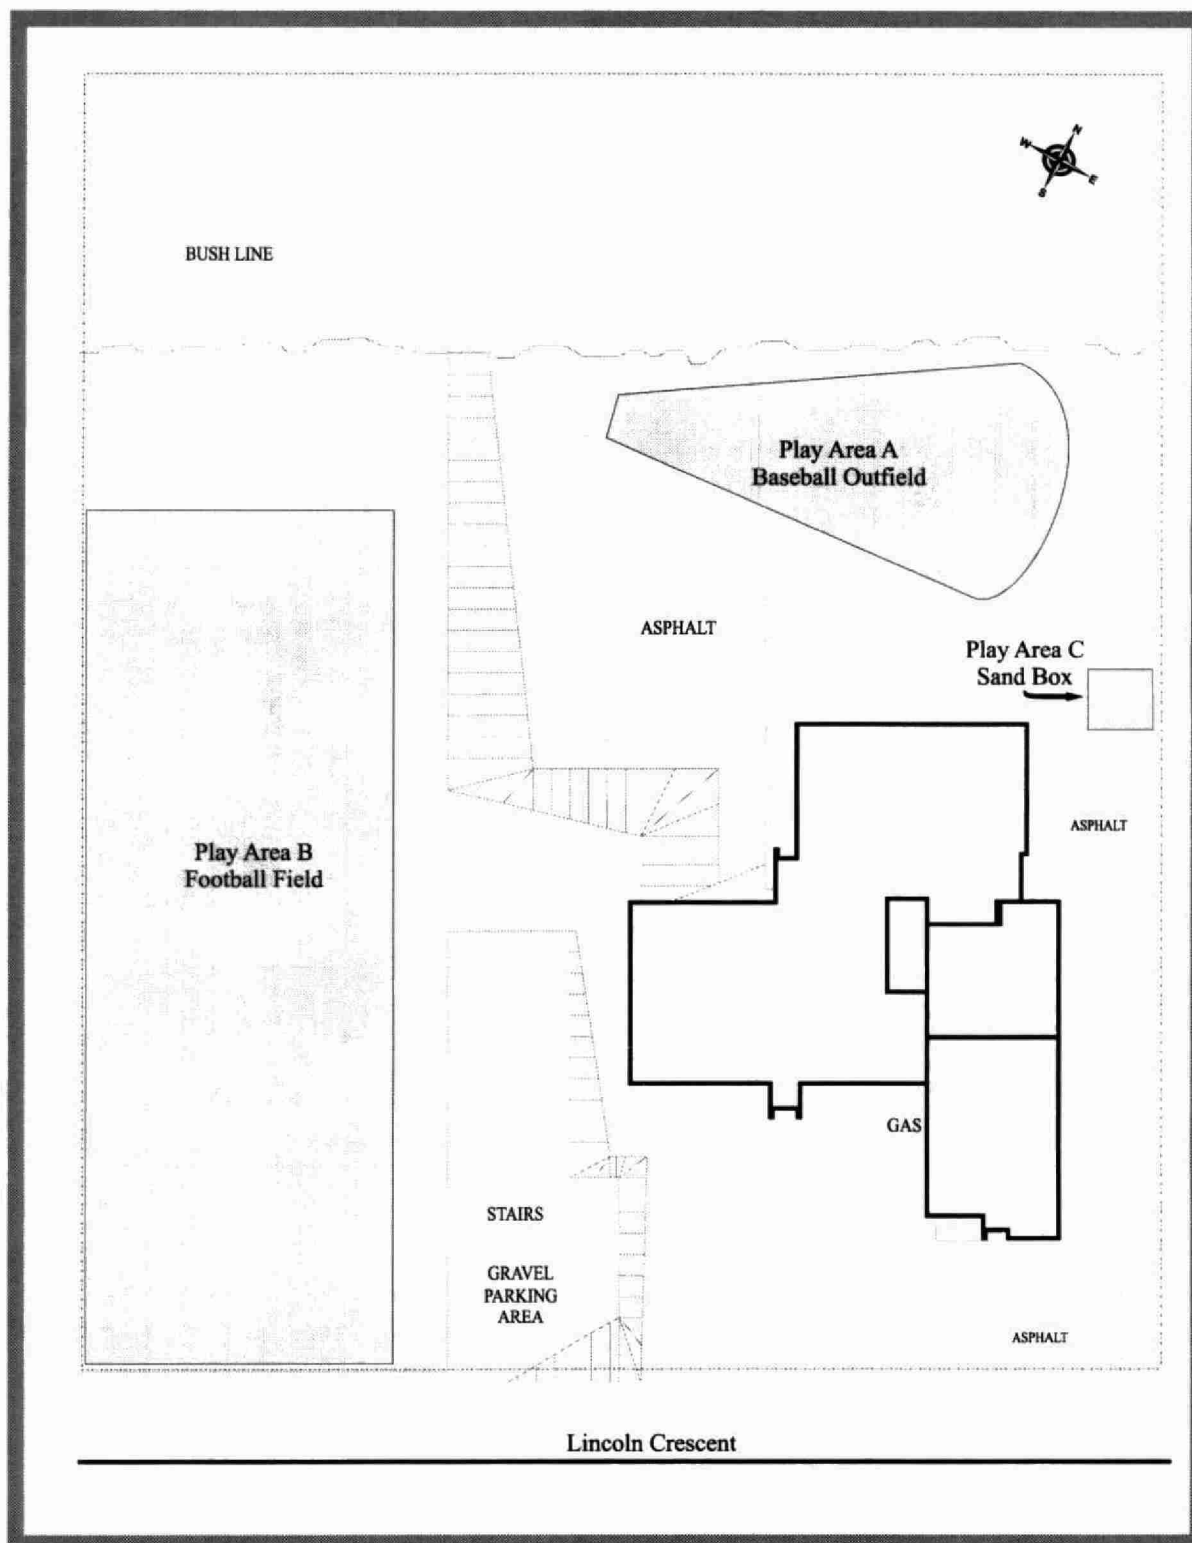 N
W
E
S
BUSH LINE
Play Area A
Baseball Outfield
ASPHALT
Play Area C
Sand Box
ASPHALT
Play Area B
Football Field
GAS
STAIRS
GRAVEL
PARKING
AREA
ASPHALT
Lincoln Crescent